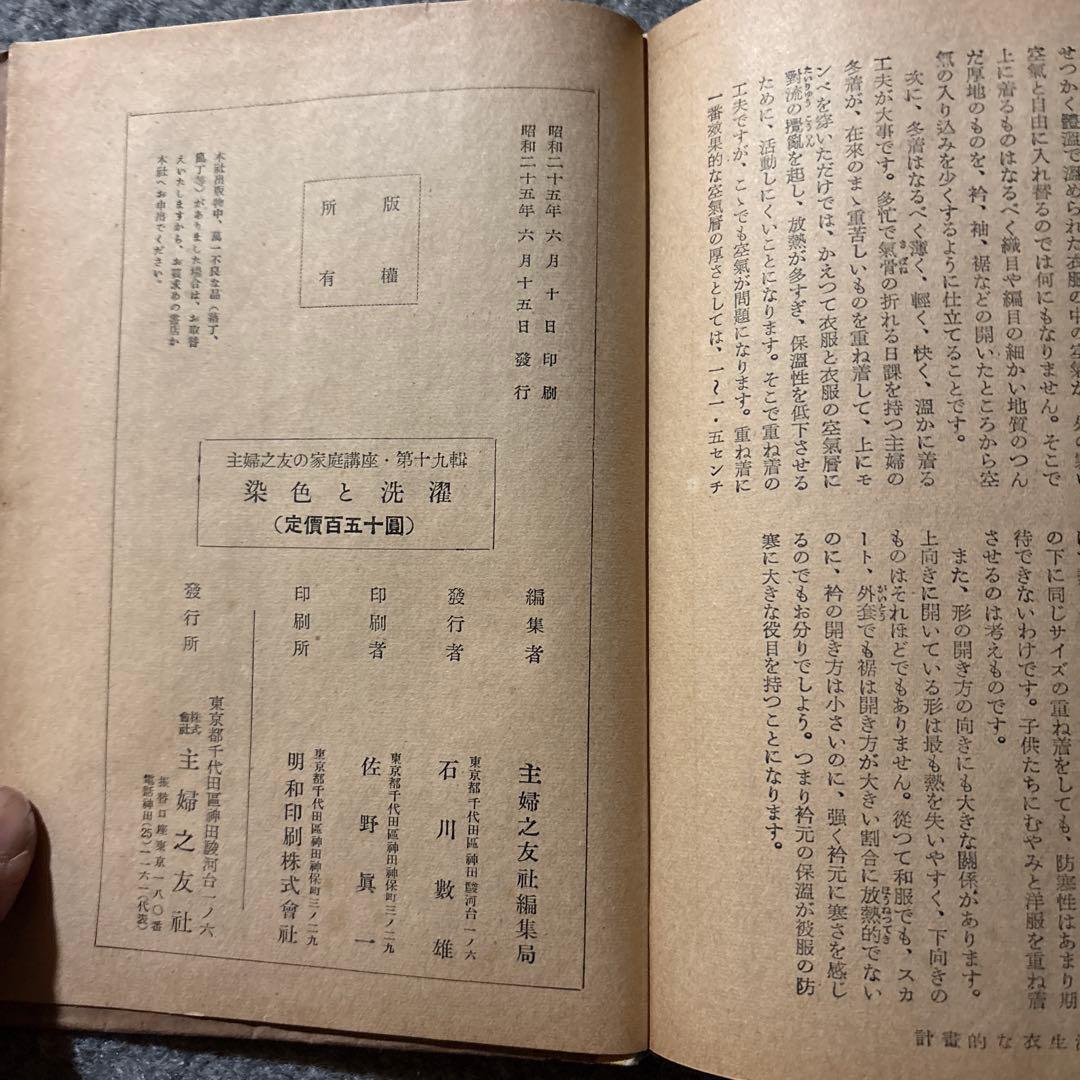 空氣と自由に入れ替るのでは何にもなりません。そこで
上に着るものはなるべく織目や編目の細かい地質のつん
だ厚地のものを、衿、袖、裾などの開いたところから空
氣の入り込みを少くするように仕立てることです。
次に、冬着はなるべく薄く、輕く、快く、溫かに着る
工夫が大事です。多忙で氣骨の折れる日課を持つ主婦の
冬着が、在來のまゝ重苦しいものを重ね着して、上にモ
ンペを穿いただけでは、かえつて衣服と衣服の空氣層に
對流の攪亂を起し、放熱が多すぎ、保溫性を低下させる
ために、活動しにくいことになります。そこで重ね着の
工夫ですが、こゝでも空氣が問題になります。重ね着に
一番效果的な空氣層の厚さとしては、一〜一・五センチ
の下に同じサイズの重ね着をしても、防寒性はあまり期
待できないわけです。子供たちにむやみと洋服を重ね着
させるのは考えものです。
また、形の開き方の向きにも大きな關係があります。
上向きに開いている形は最も熱を失いやすく、下向きの
ものはそれほどでもありません。從つて和服でも、スカ
ート、外套でも裾は開き方が大きい割合に放熱的でない
のに、衿の開き方は小さいのに、强く衿元に寒さを感じ
るのでもお分りでしよう。つまり衿元の保溫が被服の防
寒に大きな役目を持つことになります。
計畫的な衣生
昭和二十五年六月十日印刷
昭和二十五年六月十五日發行
版權
所有
本社出版物中、萬一不良な品（落丁、
亂丁等）がありました場合は、お取替
えいたしますから、お買求めの書店か
本社へお申出でください。
主婦之友の家庭講座・第十九輯
染色と洗濯
（定價百五十圓）
編集者 主婦之友社編集局
東京都千代田區神田駿河台一ノ六
發行者 石川數雄
東京都千代田區神田神保町三ノ二九
印刷者 佐野眞一
東京都千代田區神田神保町三ノ二九
印刷所 明和印刷株式會社
東京都千代田區神田駿河台一ノ六
發行所 株式會社 主婦之友社
振替口座東京一八〇番
電話神田(25)二一六一(代表)